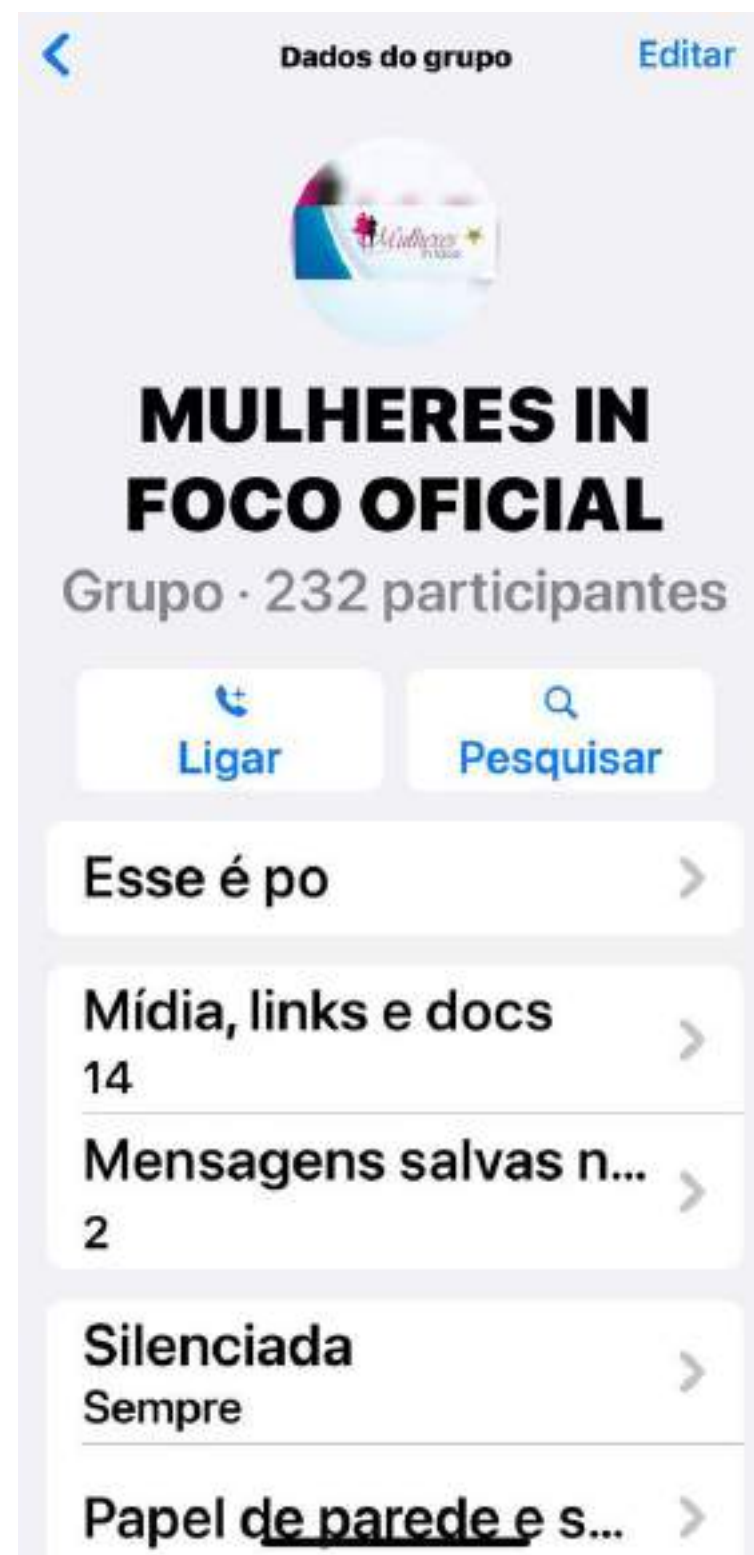 Dados do grupo
Editar
Mulheres
MULHERES IN
FOCO OFICIAL
Grupo · 232 participantes
Ligar
Pesquisar
Esse é po
Mídia, links e docs
14
Mensagens salvas n...
2
Silenciada
Sempre
Papel de parede e s...